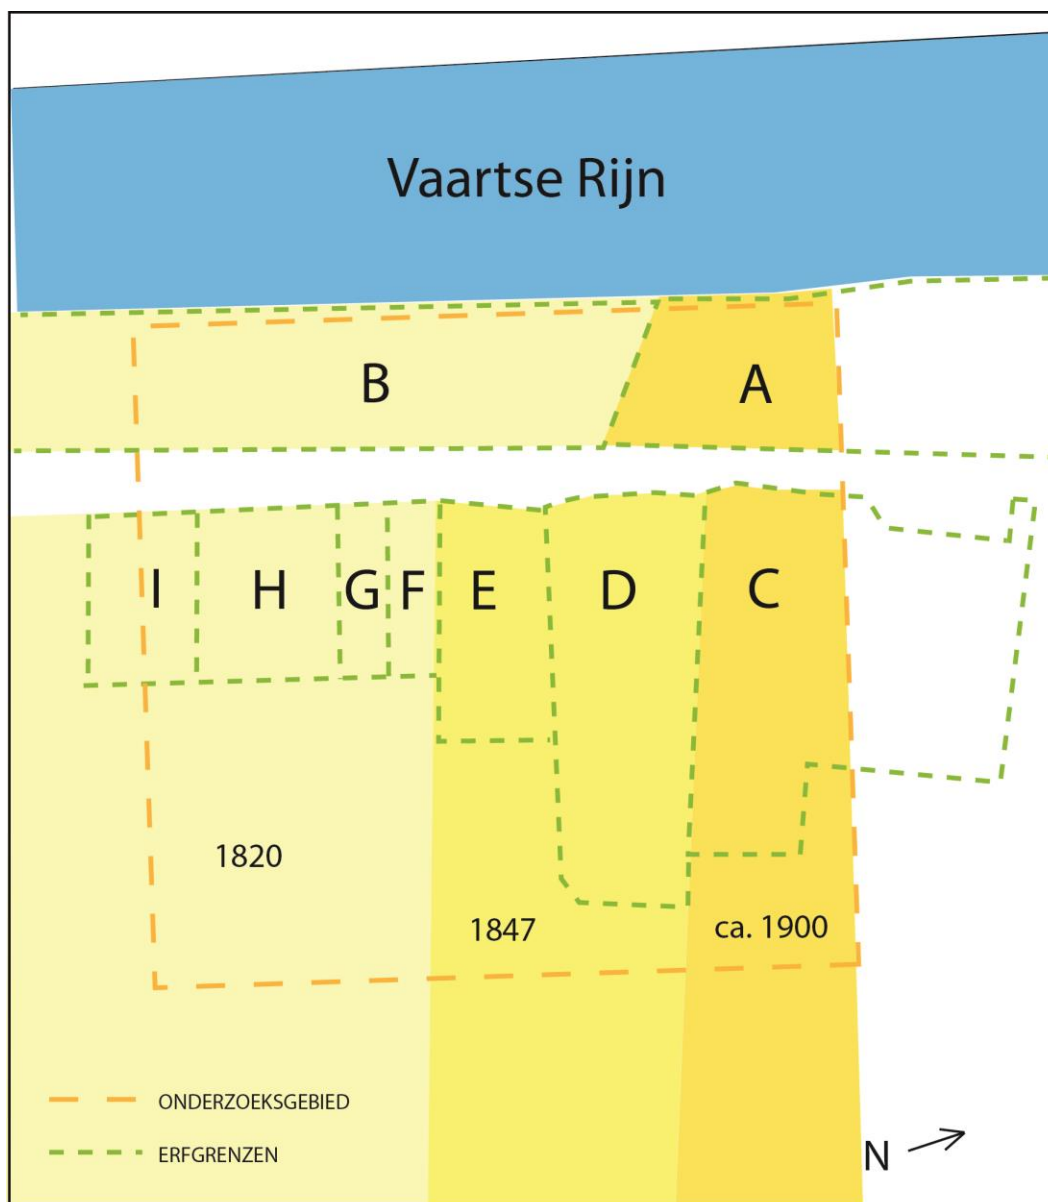 Vaartse Rijn
B
A
I
H
G
F
E
D
C
1820
1847
ca. 1900
ONDERZOEKSGEBIED
ERFGRENZEN
N